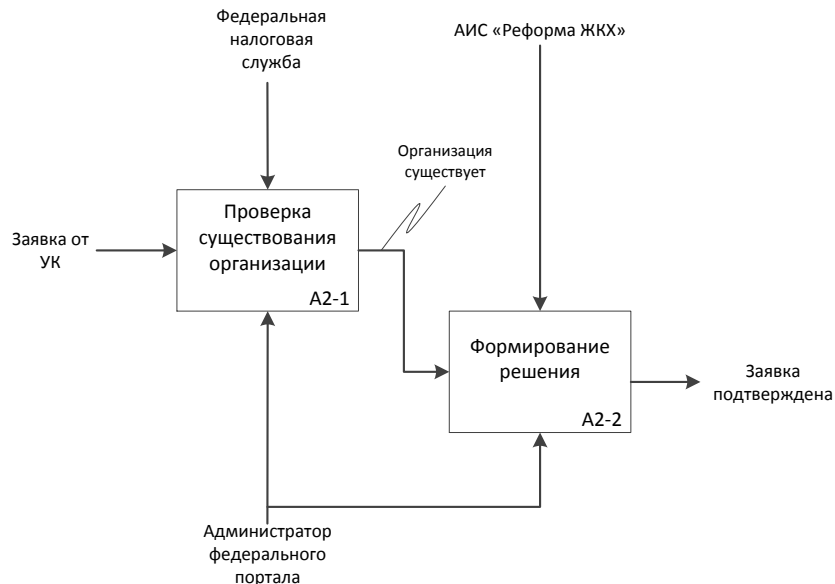 Федеральная
налоговая
служба
АИС «Реформа ЖКХ»
Организация
существует
Заявка от
УК
Проверка
существования
организации
А2-1
Формирование
решения
А2-2
Заявка
подтверждена
Администратор
федерального
портала